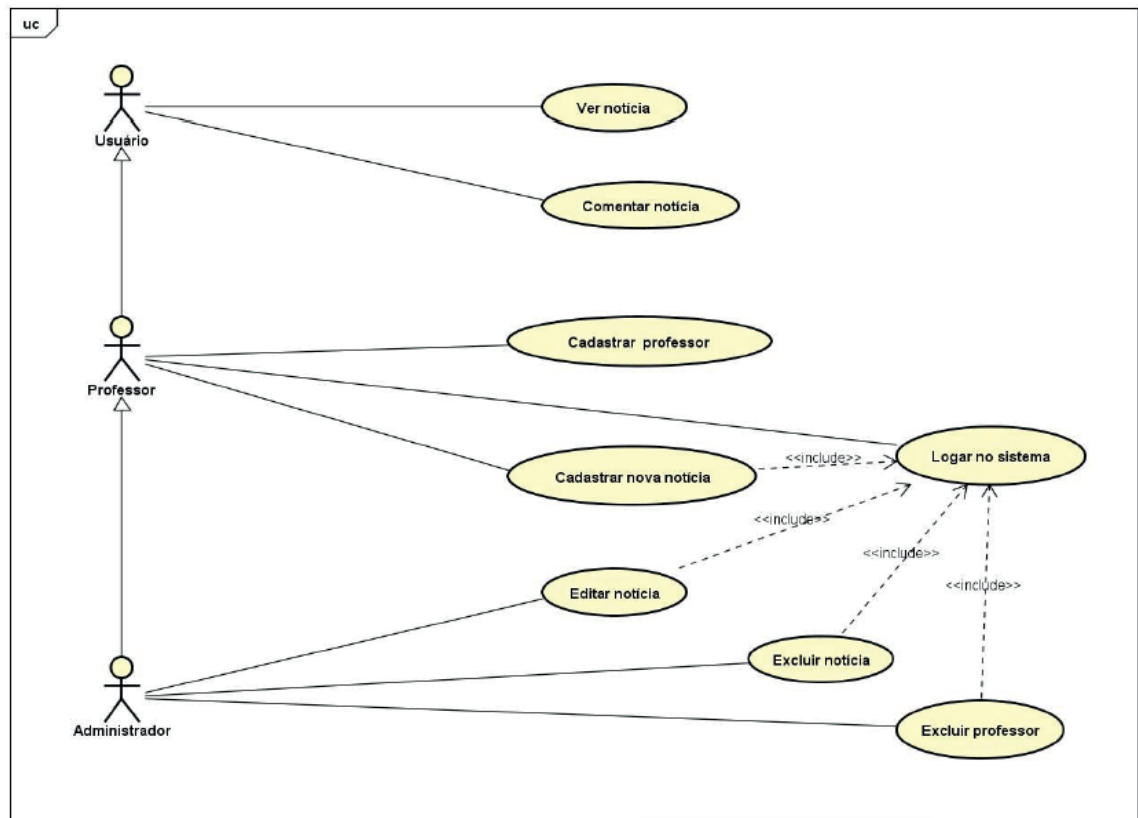 uc
Ver notícia
Usuário
Comentar notícia
Cadastrar professor
Professor
Logar no sistema
<<include>>
Cadastrar nova notícia
<<include>>
<<include>>
<<include>>
Editar notícia
Excluir notícia
Administrador
Excluir professor